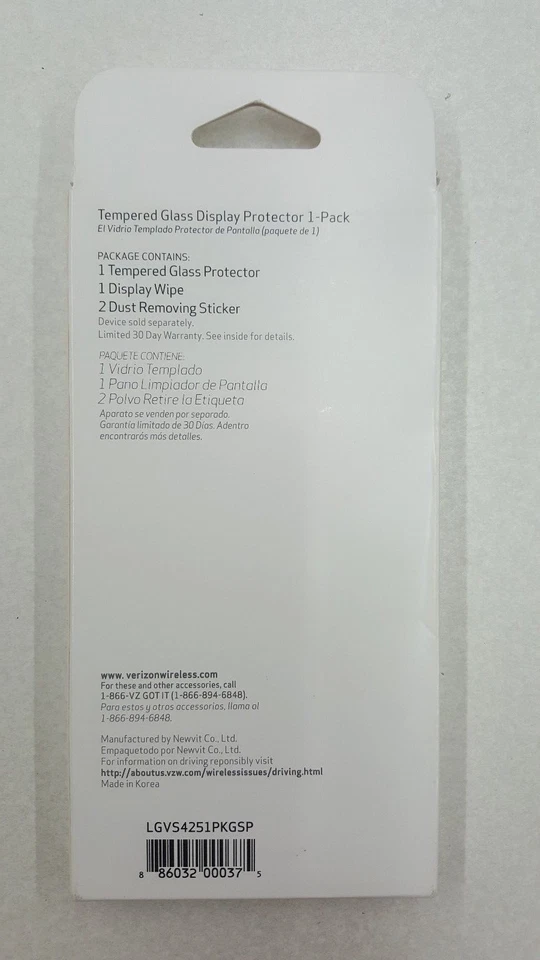 Tempered Glass Display Protector 1-Pack
El Vidrio Templado Protector de Pantalla (paquete de 1)
PACKAGE CONTAINS:
1 Tempered Glass Protector
1 Display Wipe
2 Dust Removing Sticker
Device sold separately.
Limited 30 Day Warranty. See inside for details.
PAQUETE CONTIENE:
1 Vidrio Templado
1 Pano Limpiador de Pantalla
2 Polvo Retire la Etiqueta
Aparato se venden por separado.
Garantía limitada de 30 Días. Adentro
encontrarás más detalles.
www. verizonwireless.com
For these and other accessories, call
1-866-VZ GOT IT (1-866-894-6848).
Para estos y otros accessorios, llama al
1-866-894-6848.
Manufactured by Newvit Co., Ltd.
Empaquetado por Newvit Co., Ltd.
For information on driving reponsibly visit
http://aboutus.vzw.com/wirelessissues/driving.html
Made in Korea
LGVS4251PKGSP
8 86032 00037 5